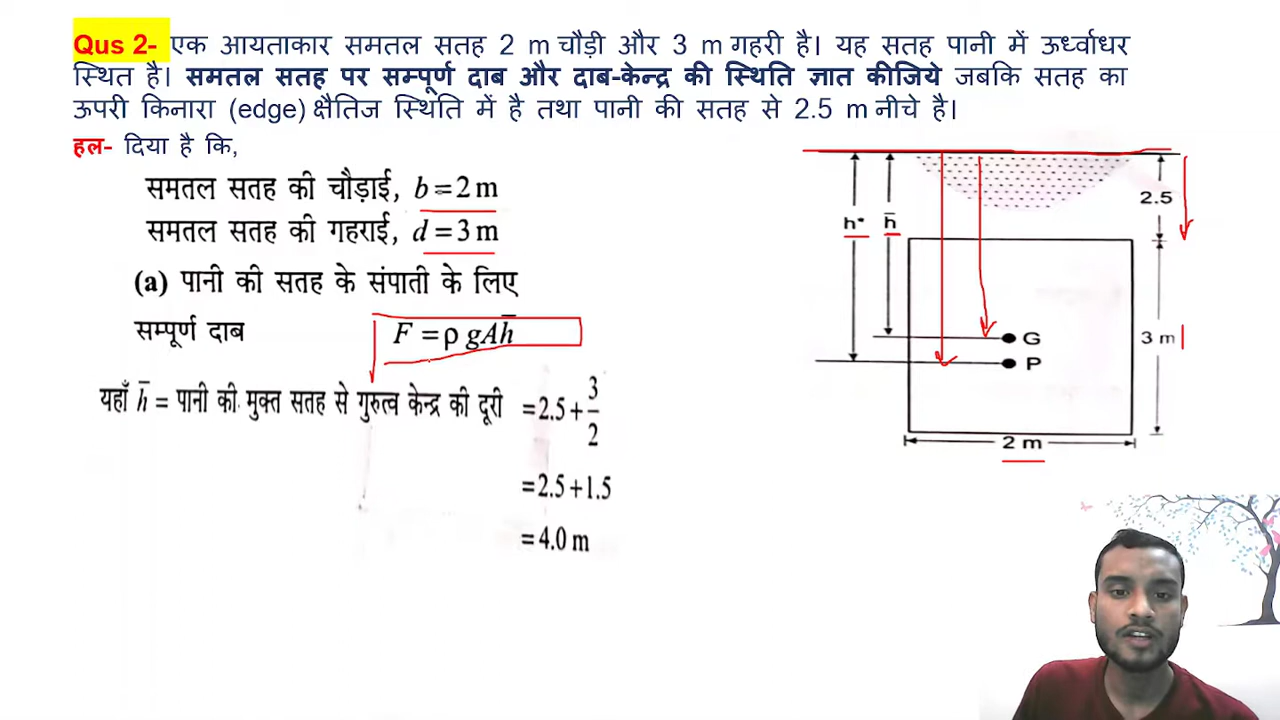 Qus 2- एक आयताकार समतल सतह 2 m चौड़ी और 3 m गहरी है। यह सतह पानी में ऊर्ध्वाधर
स्थित है। समतल सतह पर सम्पूर्ण दाब और दाब-केन्द्र की स्थिति ज्ञात कीजिये जबकि सतह का
ऊपरी किनारा (edge) क्षैतिज स्थिति में है तथा पानी की सतह से 2.5 m नीचे है।
हल- दिया है कि,
समतल सतह की चौड़ाई, b=2 m
समतल सतह की गहराई, d =3 m
(a) पानी की सतह के संपाती के लिए
सम्पूर्ण दाब F = ρ gAh̅
यहाँ h̅ = पानी की मुक्त सतह से गुरुत्व केन्द्र की दूरी = 2.5 + 3/2
= 2.5 +1.5
= 4.0 m
2.5
h*
h̅
G
3 m
P
2 m